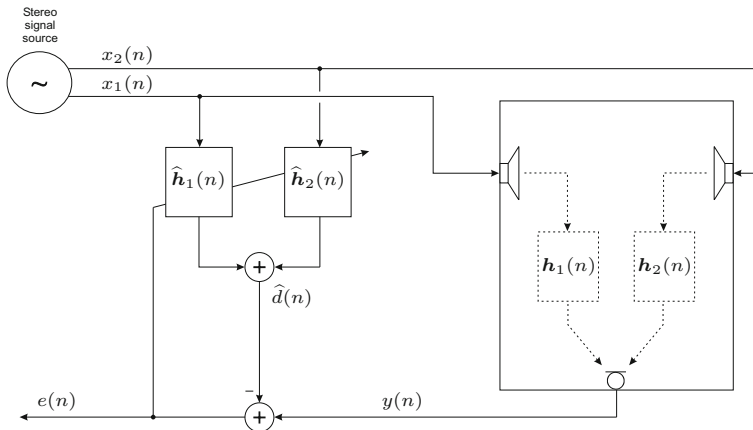 Stereo
signal
source
~
x₂(n)
x₁(n)
ĥ₁(n)
ĥ₂(n)
h₁(n)
h₂(n)
+
d̂(n)
−
e(n)
+
y(n)